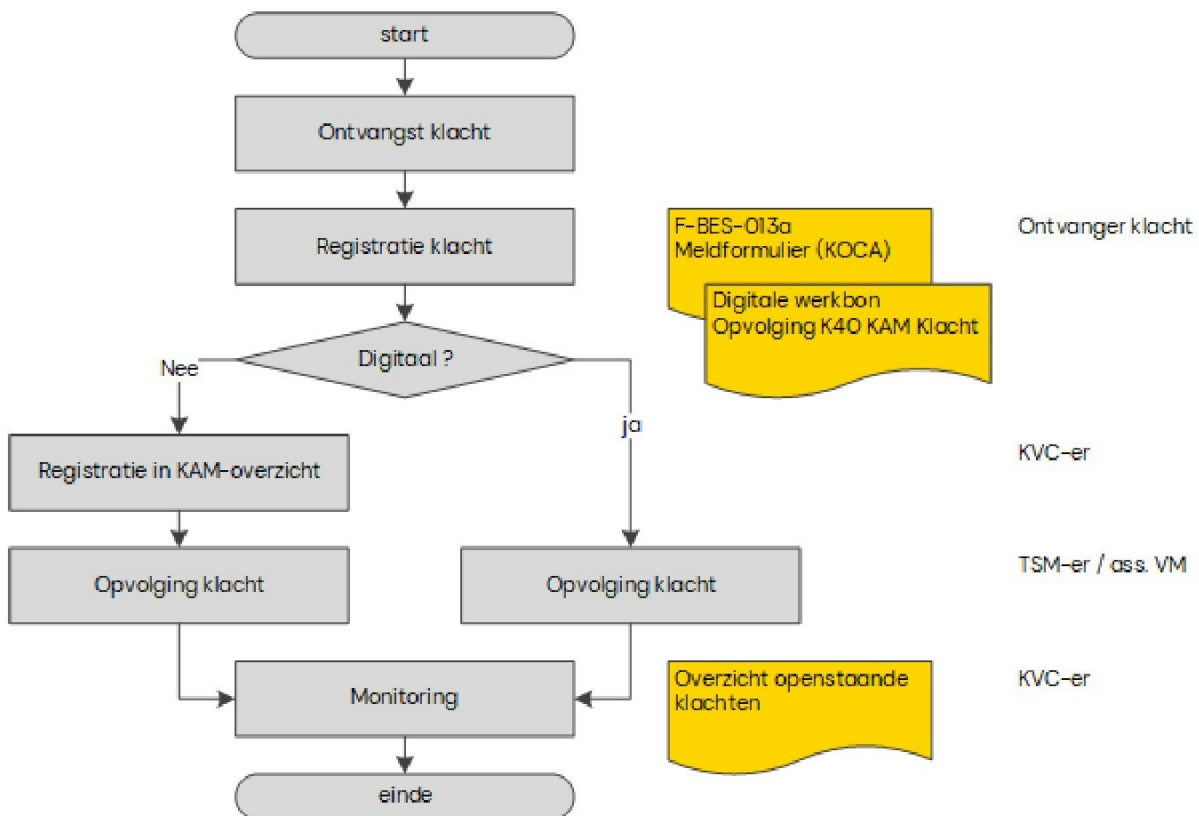 start
Ontvangst klacht
Registratie klacht
F-BES-013a
Meldformulier (KOCA)
Ontvanger klacht
Digitale werkbon
Opvolging K40 KAM Klacht
Digitaal ?
Nee
ja
Registratie in KAM-overzicht
KVC-er
Opvolging klacht
Opvolging klacht
TSM-er / ass. VM
Monitoring
Overzicht openstaande
klachten
KVC-er
einde